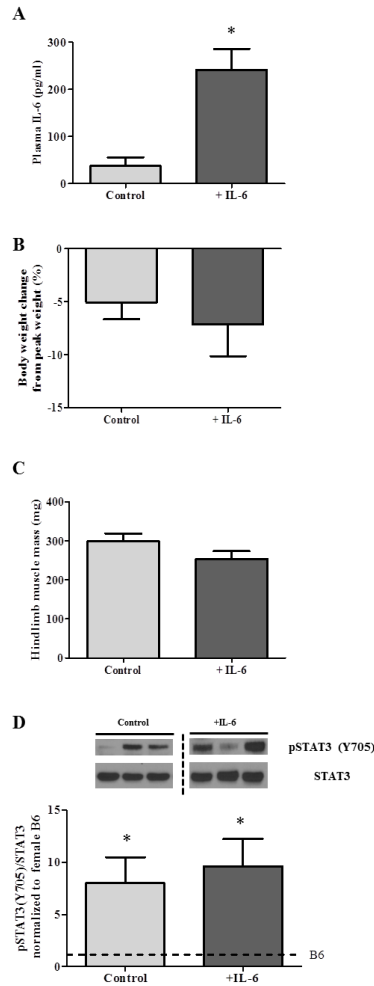 A
Plasma IL-6 (pg/ml)
300
200
100
0
*
Control
+ IL-6
B
Body weight change
from peak weight (%)
0
-5
-10
-15
Control
+ IL-6
C
Hindlimb muscle mass (mg)
400
300
200
100
0
Control
+ IL-6
D
Control
+IL-6
pSTAT3 (Y705)
STAT3
pSTAT3(Y705)/STAT3
normalized to female B6
15
10
5
0
*
*
B6
Control
+IL-6